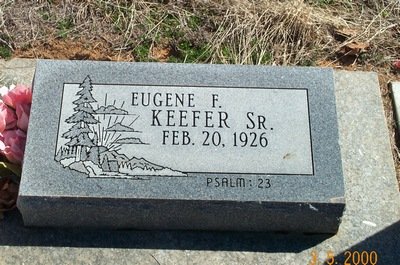 EUGENE F.
KEEFER SR.
FEB. 20, 1926
PSALM: 23
3 5 2000